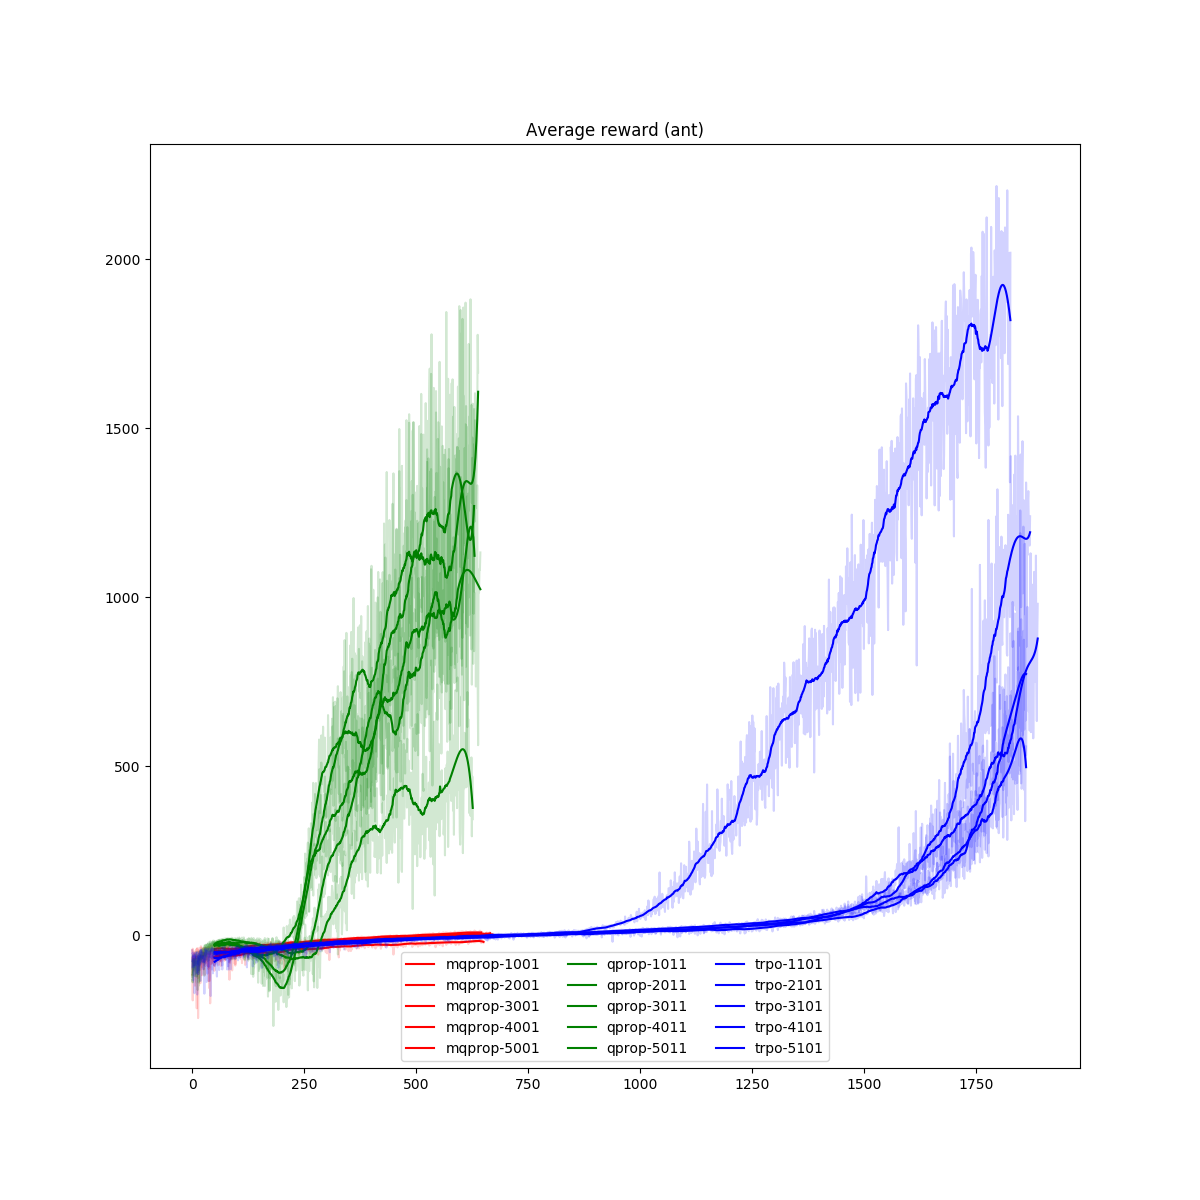 Average reward (ant)
2000
1500
1000
500
0
mqprop-1001 qprop-1011 trpo-1101
mqprop-2001 qprop-2011 trpo-2101
mqprop-3001 qprop-3011 trpo-3101
mqprop-4001 qprop-4011 trpo-4101
mqprop-5001 qprop-5011 trpo-5101
0 250 500 750 1000 1250 1500 1750